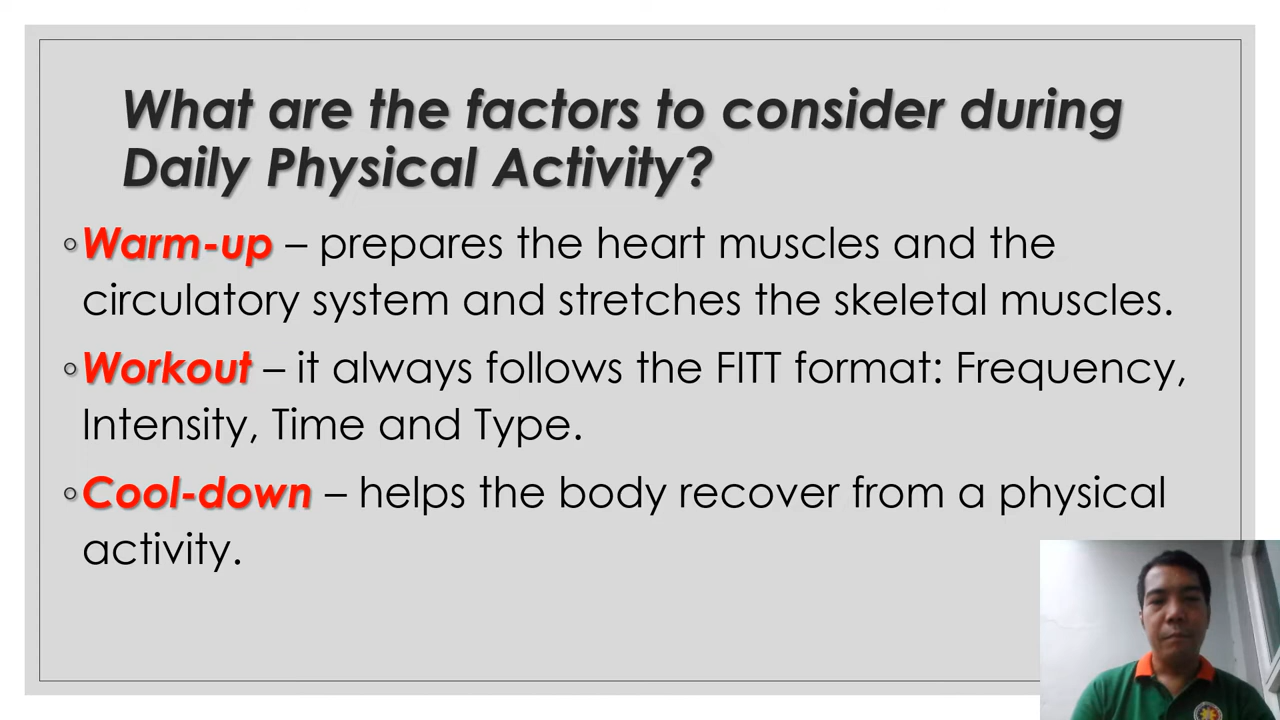 What are the factors to consider during
Daily Physical Activity?
◦Warm-up – prepares the heart muscles and the
circulatory system and stretches the skeletal muscles.
◦Workout – it always follows the FITT format: Frequency,
Intensity, Time and Type.
◦Cool-down – helps the body recover from a physical
activity.